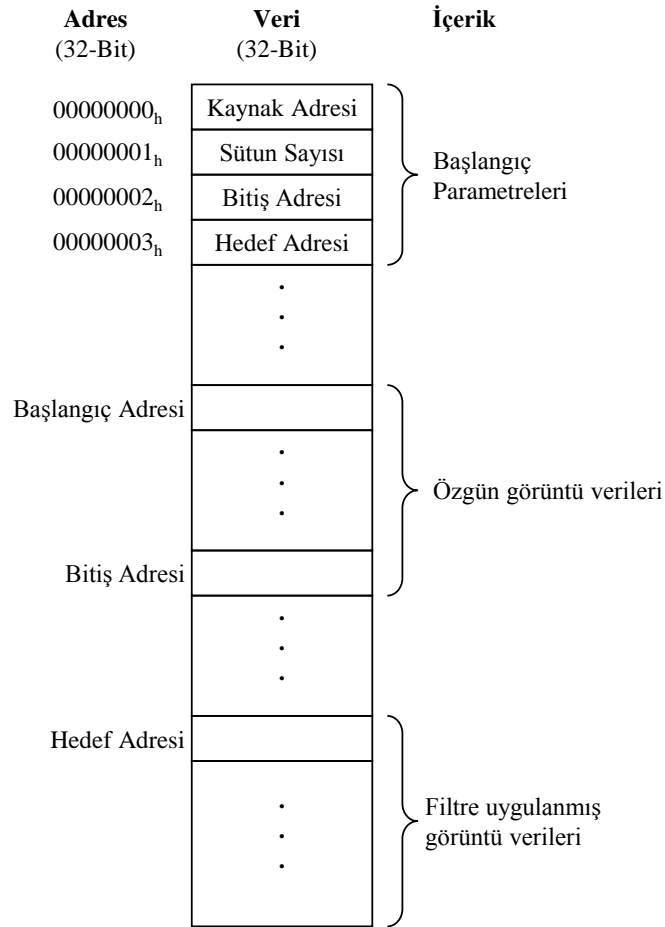 Adres Veri İçerik
(32-Bit) (32-Bit)
00000000h Kaynak Adresi
00000001h Sütun Sayısı
00000002h Bitiş Adresi
00000003h Hedef Adresi
Başlangıç
Parametreleri
Başlangıç Adresi
Özgün görüntü verileri
Bitiş Adresi
Hedef Adresi
Filtre uygulanmış
görüntü verileri